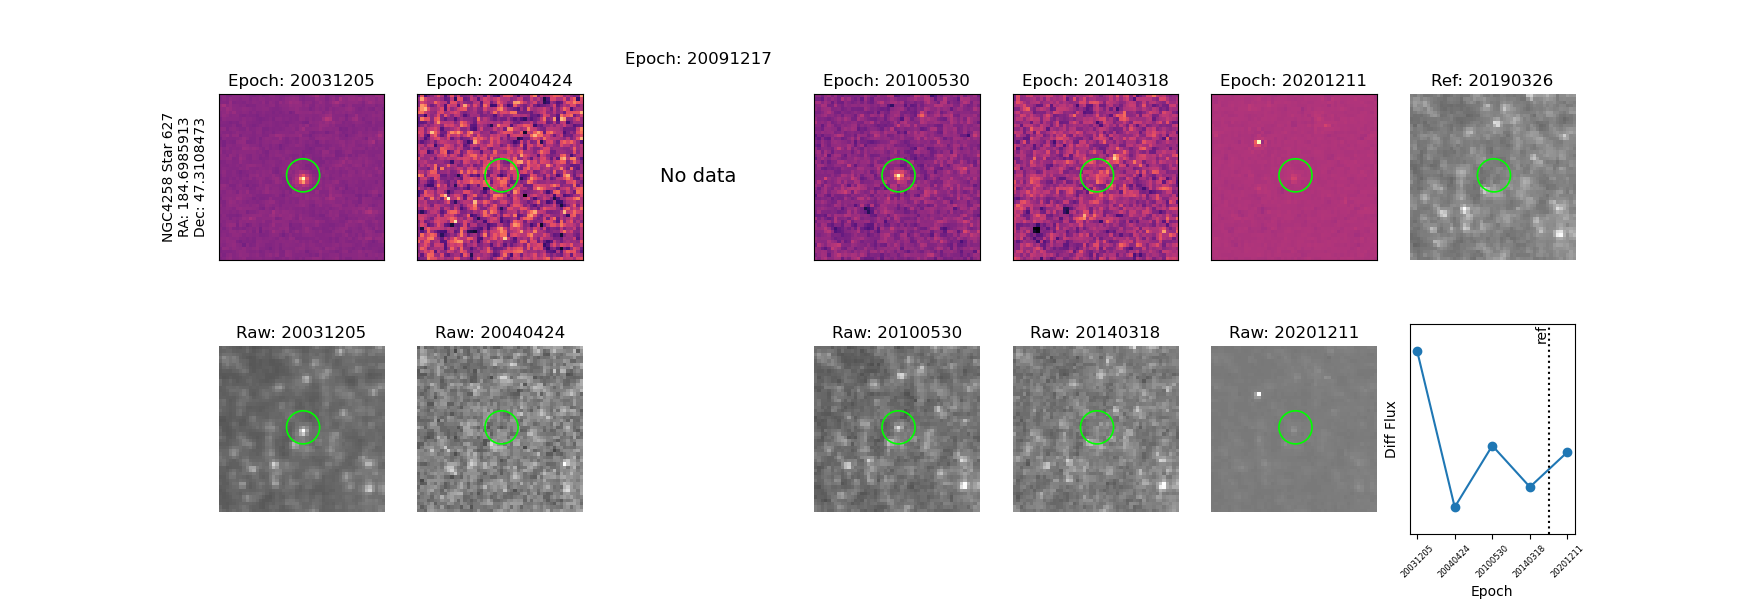 Epoch: 20091217
Epoch: 20031205
Epoch: 20040424
Epoch: 20100530
Epoch: 20140318
Epoch: 20201211
Ref: 20190326
NGC4258 Star 627
RA: 184.6985913
Dec: 47.3108473
No data
Raw: 20031205
Raw: 20040424
Raw: 20100530
Raw: 20140318
Raw: 20201211
ref
Diff Flux
20031205
20040424
20100530
20140318
20201211
Epoch